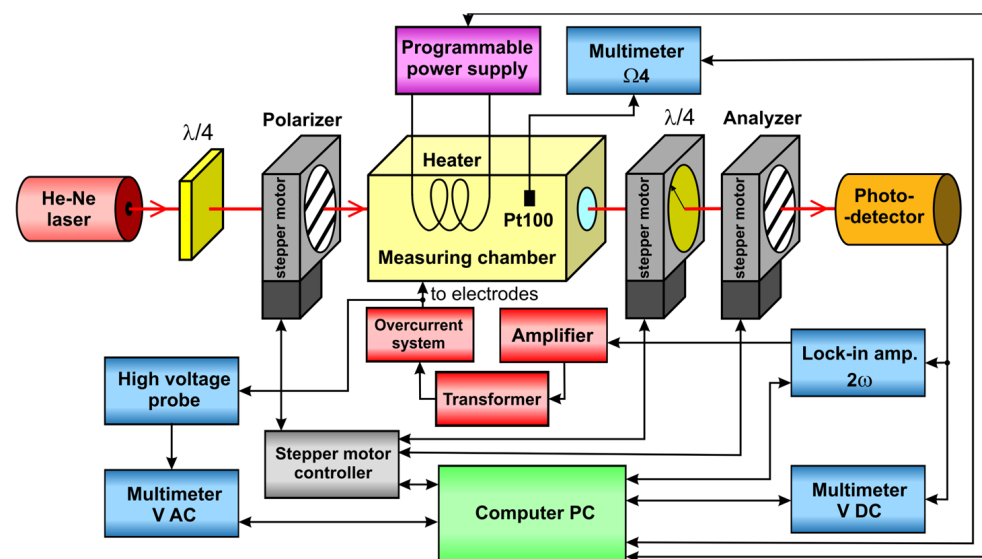 Programmable
power supply
Multimeter
Ω4
λ/4
Polarizer
λ/4
Analyzer
He-Ne
laser
stepper motor
Heater
Pt100
Measuring chamber
stepper motor
stepper motor
Photo-
-detector
to electrodes
Overcurrent
system
Amplifier
Transformer
Lock-in amp.
2ω
High voltage
probe
Stepper motor
controller
Multimeter
V AC
Computer PC
Multimeter
V DC